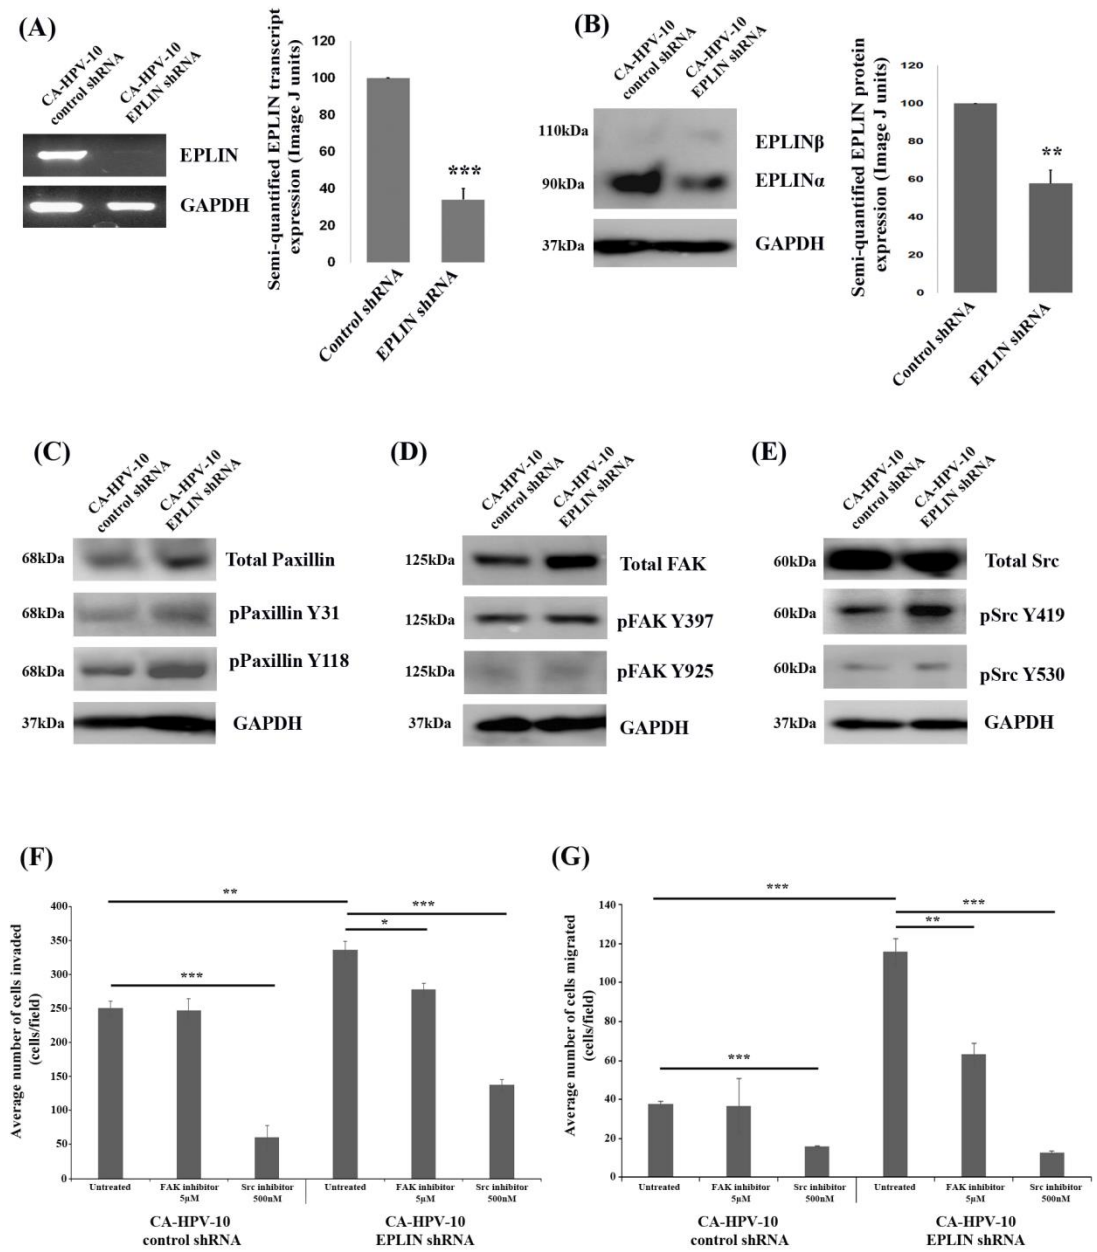 (A)
CA-HPV-10
control shRNA
CA-HPV-10
EPLIN shRNA
EPLIN
GAPDH
Semi-quantified EPLIN transcript
expression (Image J units)
120
100
80
60
40
20
0
***
Control shRNA
EPLIN shRNA
(B)
CA-HPV-10
control shRNA
CA-HPV-10
EPLIN shRNA
110kDa
EPLINβ
90kDa
EPLINα
37kDa
GAPDH
Semi-quantified EPLIN protein
expression (Image J units)
120
100
80
60
40
20
0
**
Control shRNA
EPLIN shRNA
(C)
CA-HPV-10
control shRNA
CA-HPV-10
EPLIN shRNA
68kDa
Total Paxillin
68kDa
pPaxillin Y31
68kDa
pPaxillin Y118
37kDa
GAPDH
(D)
CA-HPV-10
control shRNA
CA-HPV-10
EPLIN shRNA
125kDa
Total FAK
125kDa
pFAK Y397
125kDa
pFAK Y925
37kDa
GAPDH
(E)
CA-HPV-10
control shRNA
CA-HPV-10
EPLIN shRNA
60kDa
Total Src
60kDa
pSrc Y419
60kDa
pSrc Y530
37kDa
GAPDH
(F)
Average number of cells invaded
(cells/field)
400
350
300
250
200
150
100
50
0
**
***
*
***
Untreated
FAK inhibitor
5μM
Src inhibitor
500nM
Untreated
FAK inhibitor
5μM
Src inhibitor
500nM
CA-HPV-10
control shRNA
CA-HPV-10
EPLIN shRNA
(G)
Average number of cells migrated
(cells/field)
140
120
100
80
60
40
20
0
***
***
**
***
Untreated
FAK inhibitor
5μM
Src inhibitor
500nM
Untreated
FAK inhibitor
5μM
Src inhibitor
500nM
CA-HPV-10
control shRNA
CA-HPV-10
EPLIN shRNA